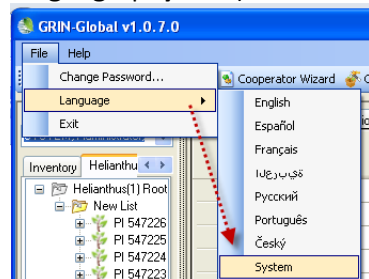 GRIN-Global v1.0.7.0
File Help
Change Password...
Cooperator Wizard
Language
English
Exit
Español
Français
Inventory Helianthu
Русский
Helianthus(1) Root
Português
New List
PI 547226
Český
PI 547225
PI 547224
System
PI 547223